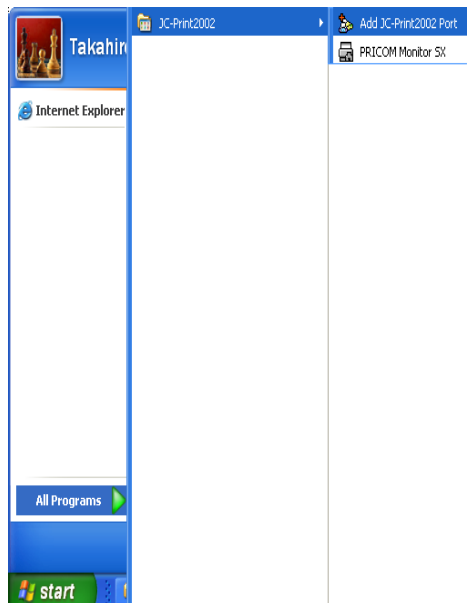 Takahir
Internet Explorer
All Programs
start
JC-Print2002
Add JC-Print2002 Port
PRICOM Monitor SX